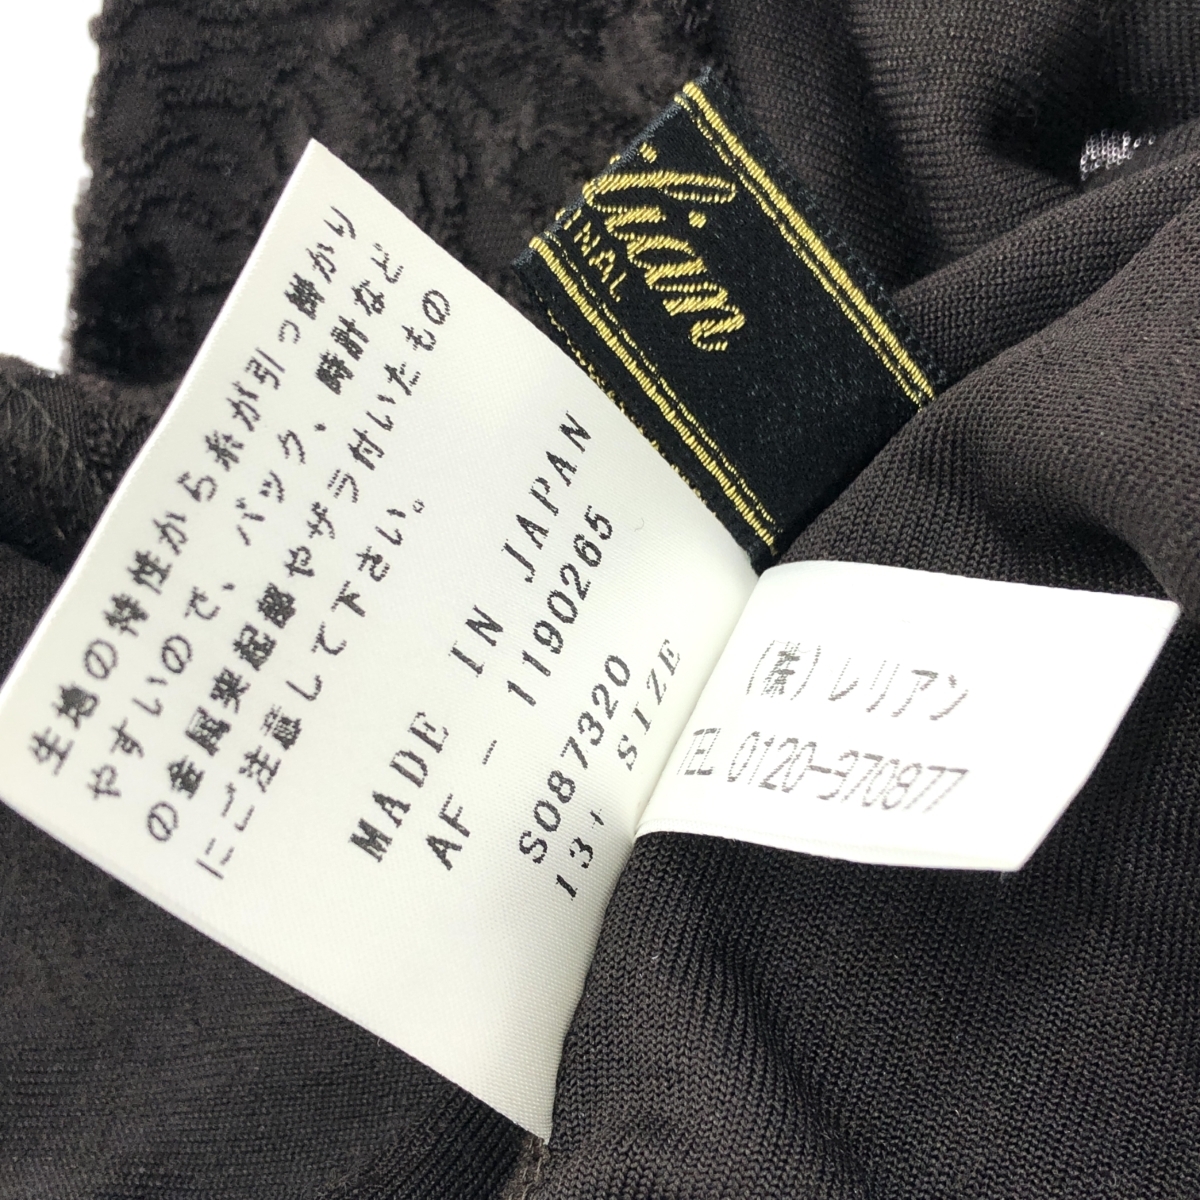 生地の特性から糸が引っ掛かり
やすいので、バック、時計など
の金属突起部やザラ付いたもの
にご注意して下さい。
MADE IN JAPAN
AF - 1190265
S087320
13+ SIZE
(株)レリアン
TEL 0120-370877